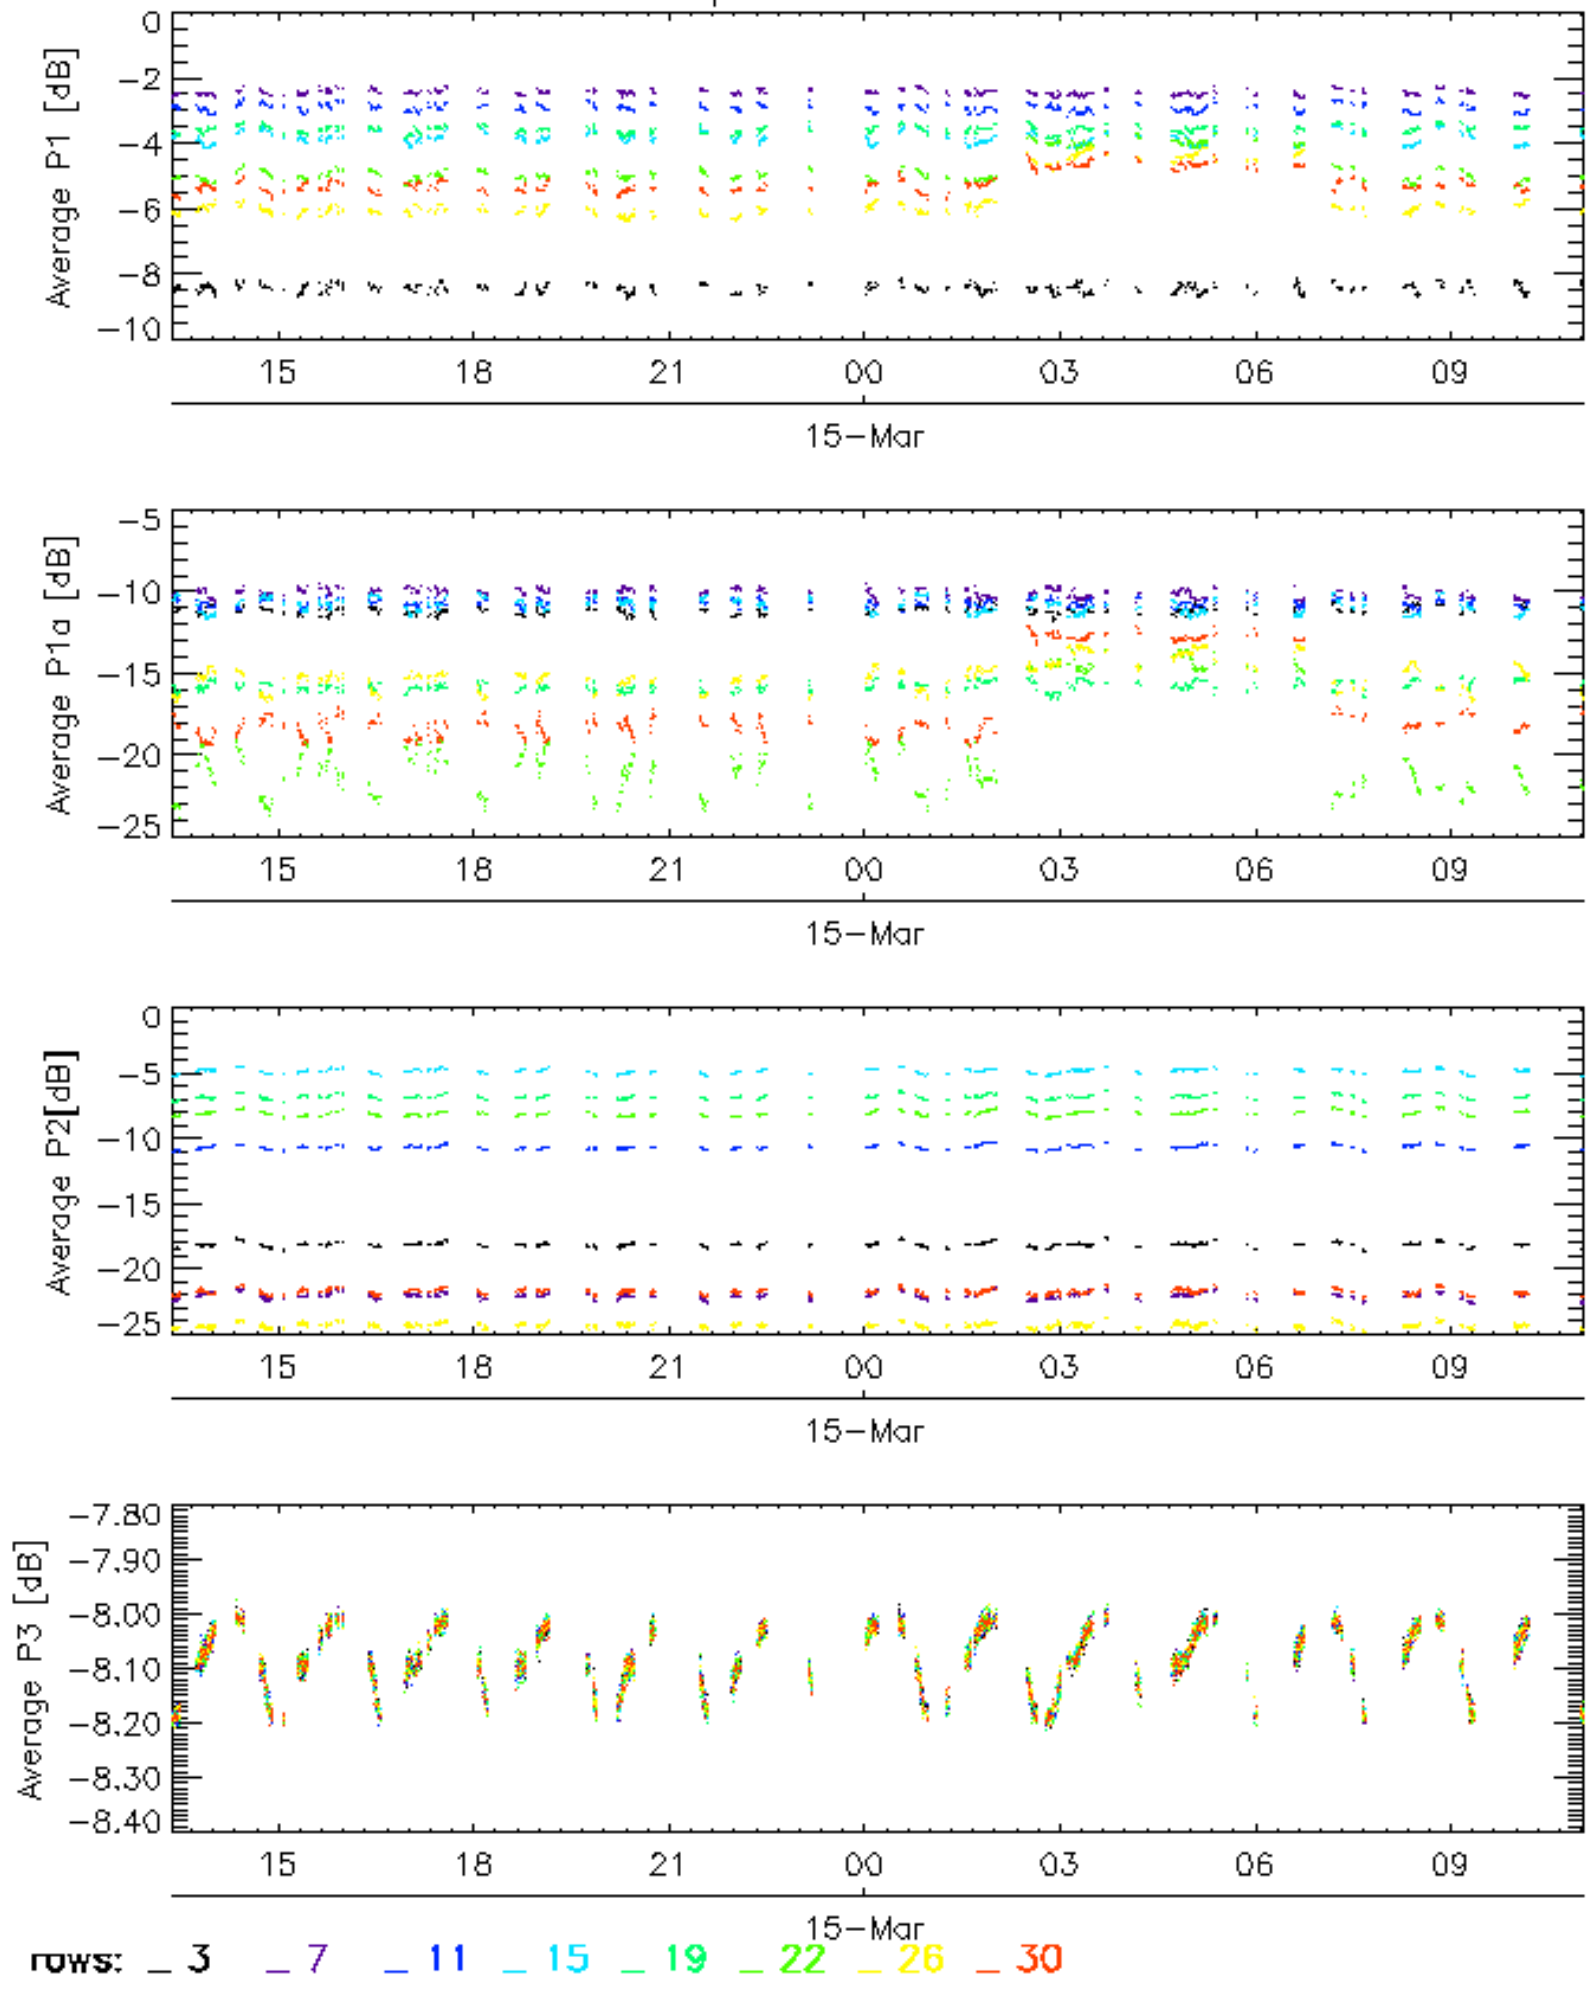 Average P1 [dB]
0
−2
−4
−6
−8
−10
15 18 21 00 03 06 09
15−Mar
Average P1a [dB]
−5
−10
−15
−20
−25
15 18 21 00 03 06 09
15−Mar
Average P2[dB]
0
−5
−10
−15
−20
−25
15 18 21 00 03 06 09
15−Mar
Average P3 [dB]
−7.80
−7.90
−8.00
−8.10
−8.20
−8.30
−8.40
15 18 21 00 03 06 09
15−Mar
rows: _ 3 _ 7 _ 11 _ 15 _ 19 _ 22 _ 26 _ 30